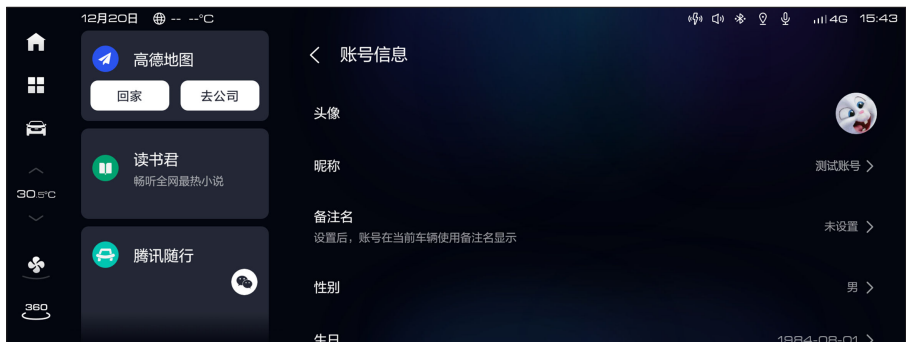 12月20日 -- --°C
4G 15:43
高德地图
回家 去公司
读书君
畅听全网最热小说
腾讯随行
30.5°C
360
账号信息
头像
昵称 测试账号
备注名
设置后，账号在当前车辆使用备注名显示
未设置
性别 男
生日 1984-08-01